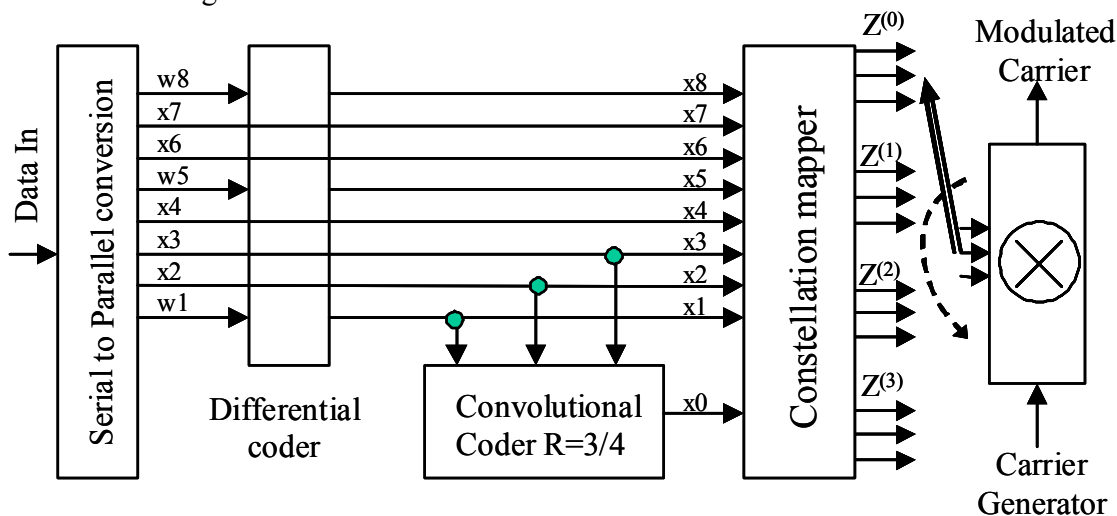 Data In
Serial to Parallel conversion
w8
x7
x6
w5
x4
x3
x2
w1
Differential
coder
Convolutional
Coder R=3/4
x8
x7
x6
x5
x4
x3
x2
x1
x0
Constellation mapper
Z(0)
Z(1)
Z(2)
Z(3)
Modulated
Carrier
Carrier
Generator